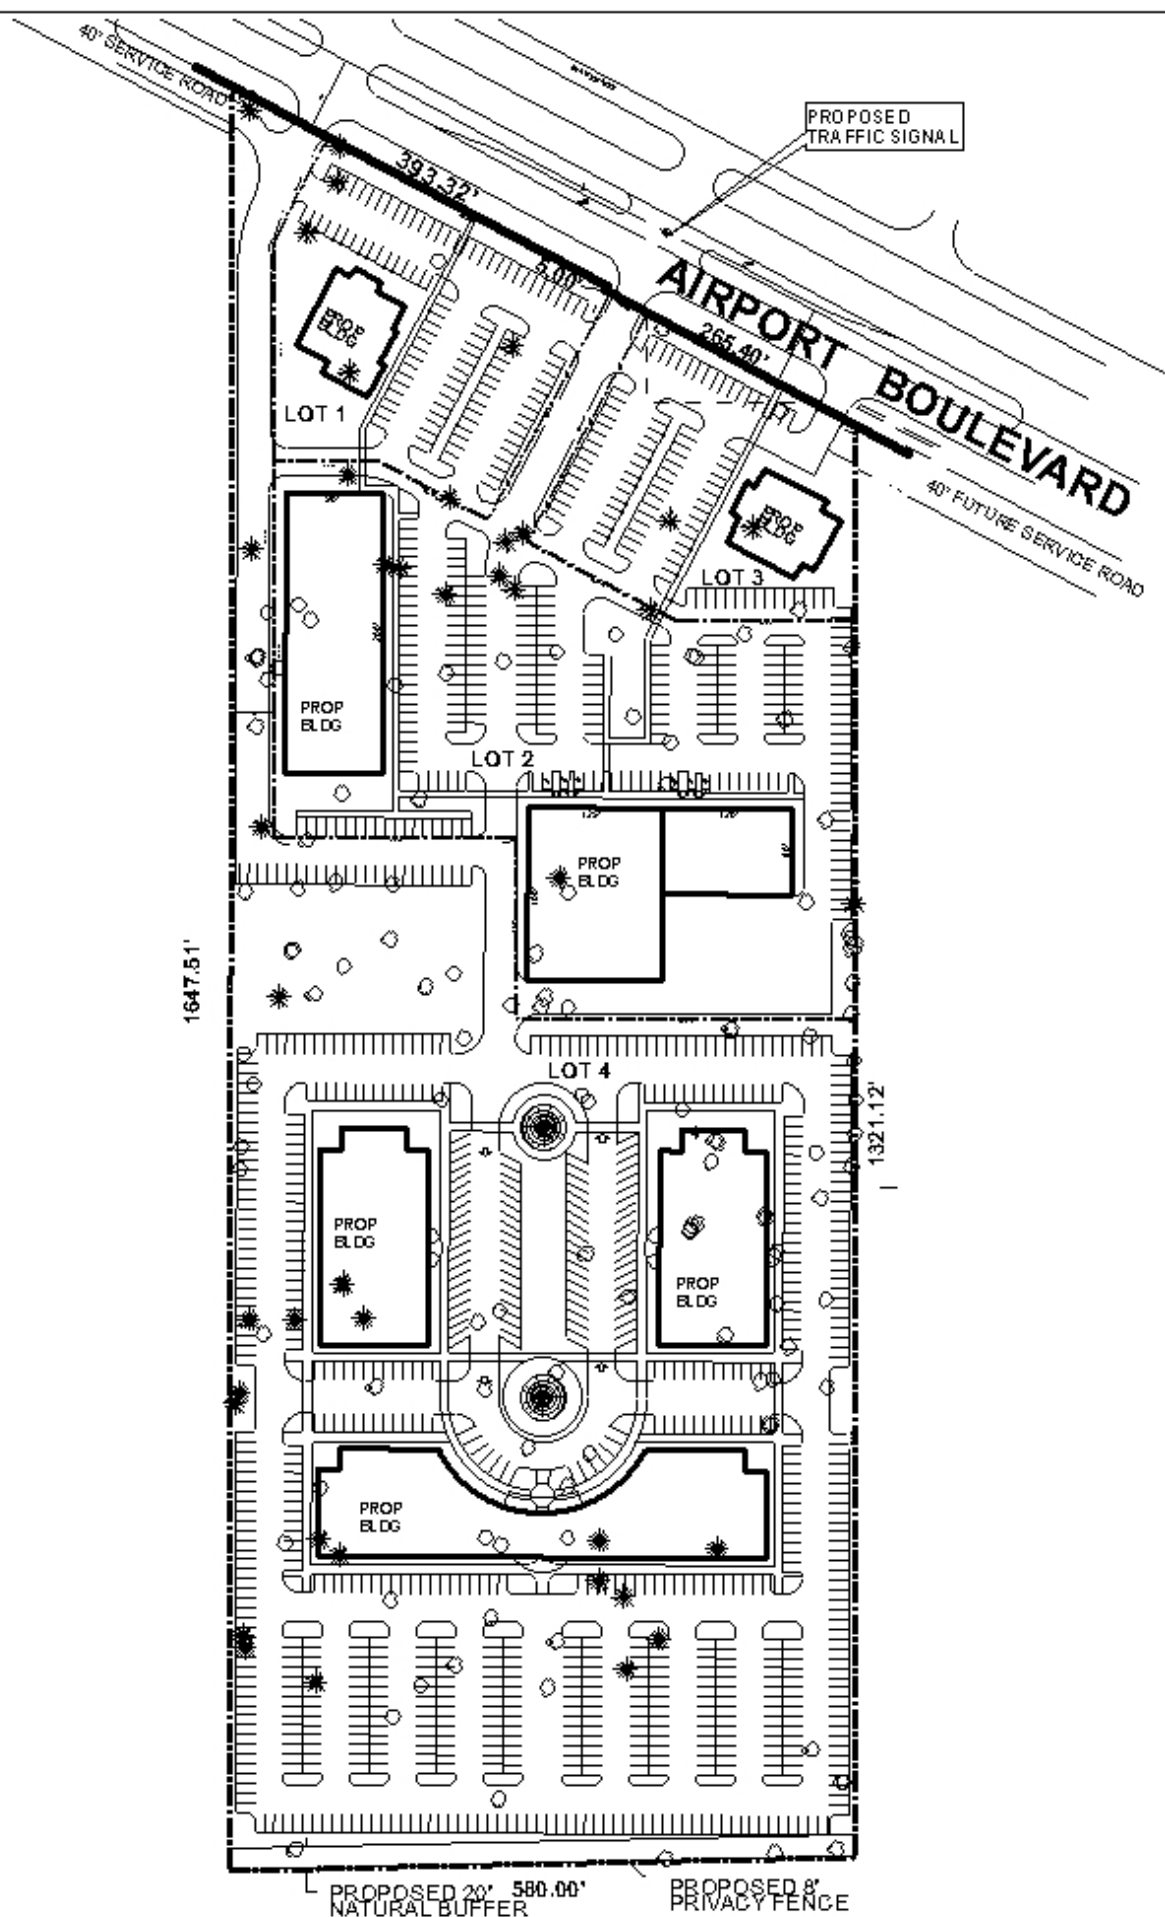 40' SERVICE ROAD
PROPOSED
TRAFFIC SIGNAL
393.32'
5.00'
265.40'
AIRPORT BOULEVARD
40' FUTURE SERVICE ROAD
PROP
BLDG
LOT 1
PROP
BLDG
LOT 3
PROP
BLDG
LOT 2
PROP
BLDG
1647.51'
LOT 4
1321.12'
PROP
BLDG
PROP
BLDG
PROP
BLDG
PROPOSED 20'
NATURAL BUFFER
580.00'
PROPOSED 8'
PRIVACY FENCE